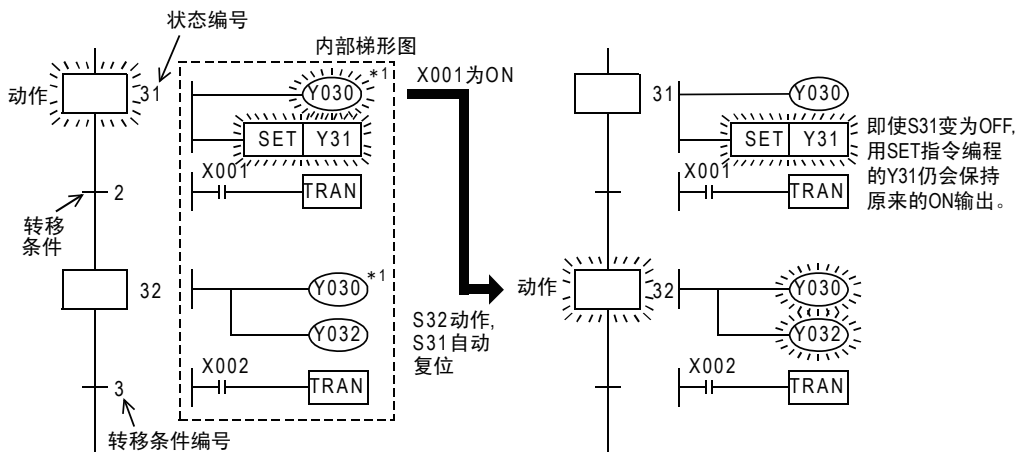 状态编号
内部梯形图
动作
31
Y030
*1
SET Y31
X001
TRAN
2
转移
条件
32
Y030
*1
Y032
X002
TRAN
3
转移条件编号
X001为ON
S32动作,
S31自动
复位
31
Y030
SET Y31
X001
TRAN
即使S31变为OFF,
用SET指令编程
的Y31仍会保持
原来的ON输出。
动作
32
Y030
Y032
X002
TRAN